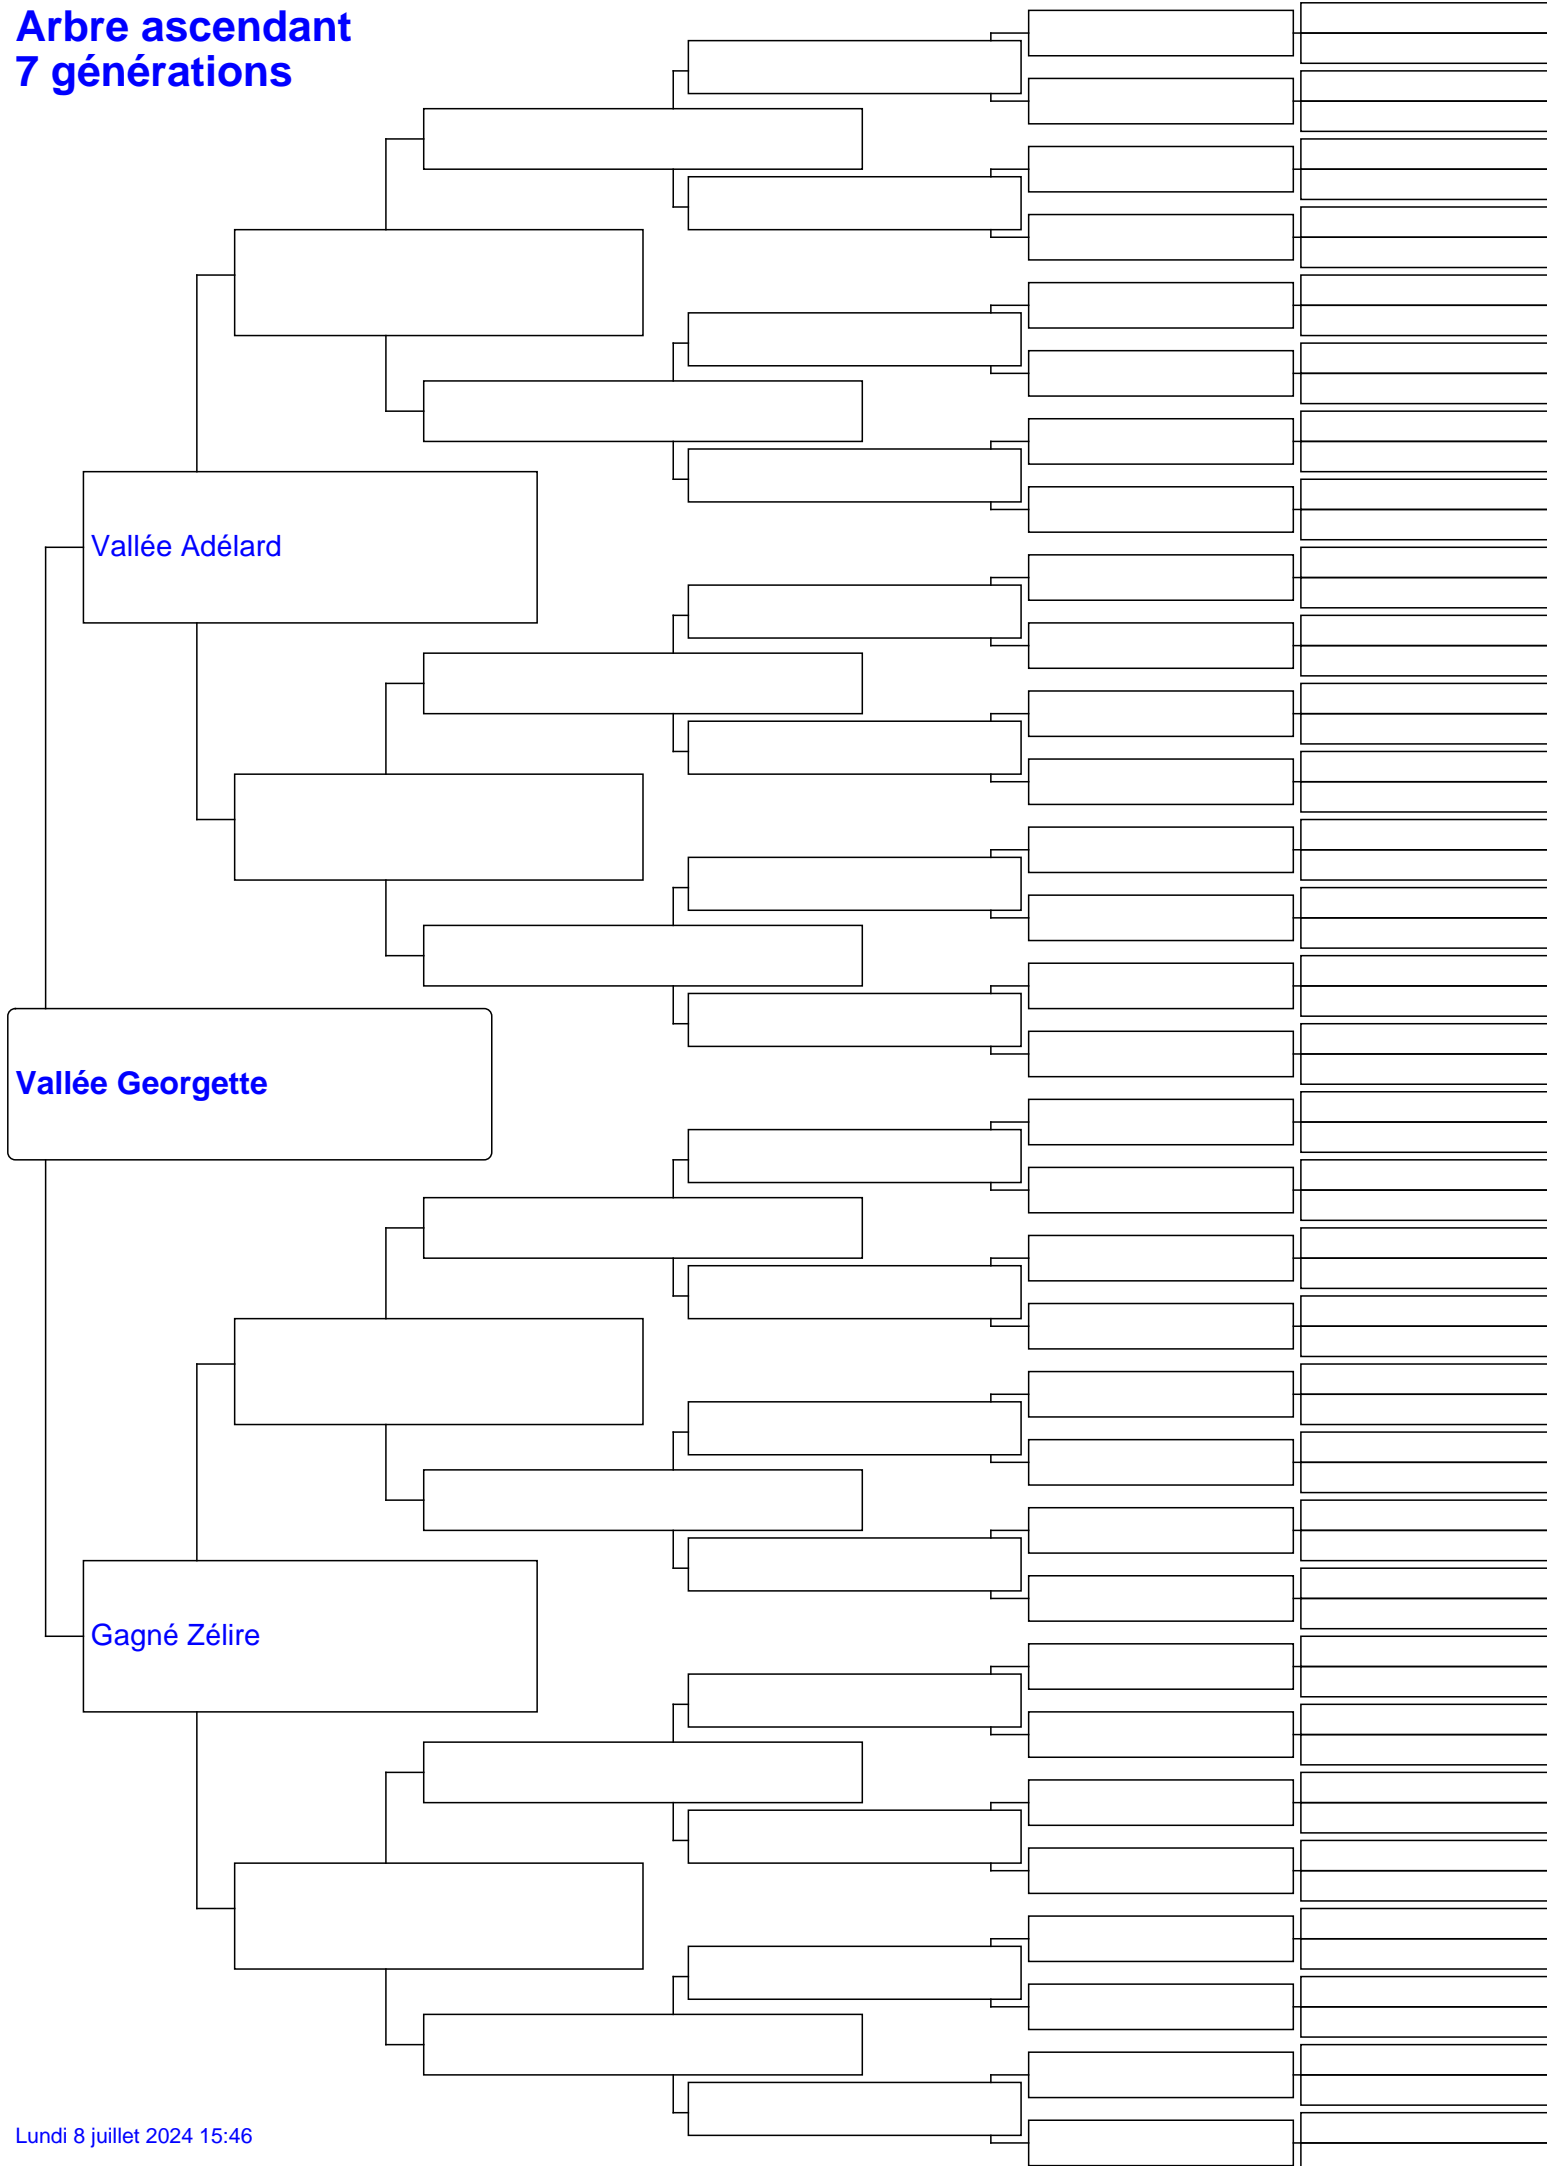 Arbre ascendant
7 générations
Vallée Adélard
Vallée Georgette
Gagné Zélire
Lundi 8 juillet 2024 15:46